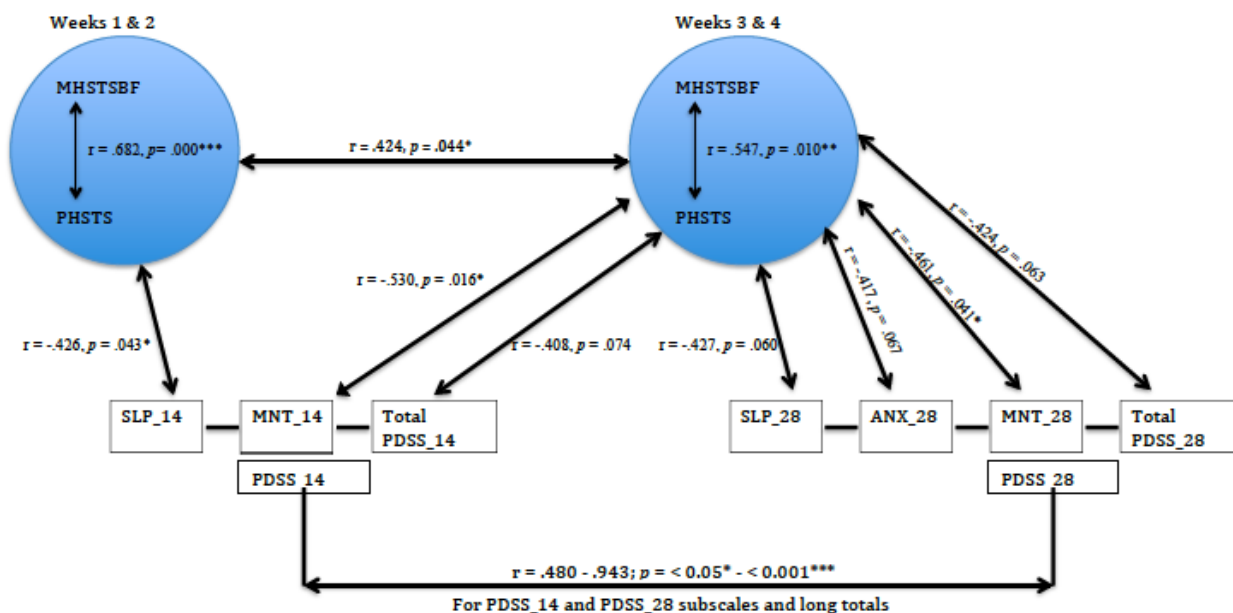 Weeks 1 & 2
Weeks 3 & 4
MHSTSBF
r = .682, p= .000***
PHSTS
r = .424, p = .044*
MHSTSBF
r = .547, p = .010**
PHSTS
r = -.426, p = .043*
r = -.530, p = .016*
r = -.408, p = .074
r = -.427, p = .060
r = -.417, p = .067
r = -.461, p = .041*
r = -.424, p = .063
SLP_14
MNT_14
Total
PDSS_14
PDSS_14
SLP_28
ANX_28
MNT_28
Total
PDSS_28
PDSS_28
r = .480 - .943; p = < 0.05* - < 0.001***
For PDSS_14 and PDSS_28 subscales and long totals